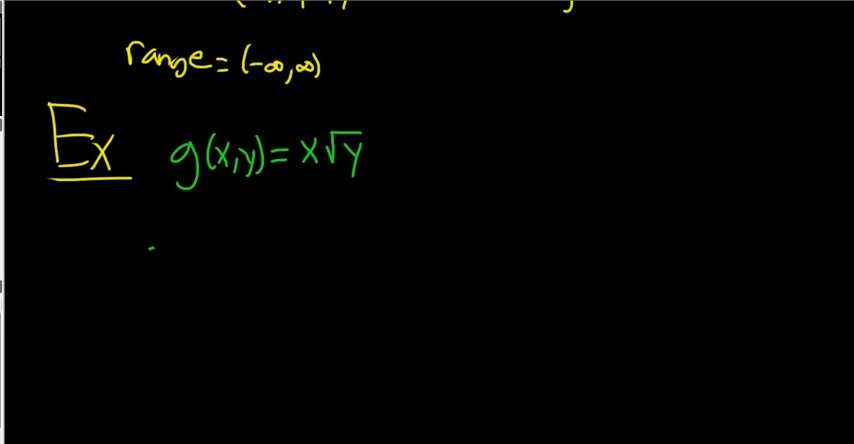 range = (-∞,∞)
Ex g(x,y) = x√y